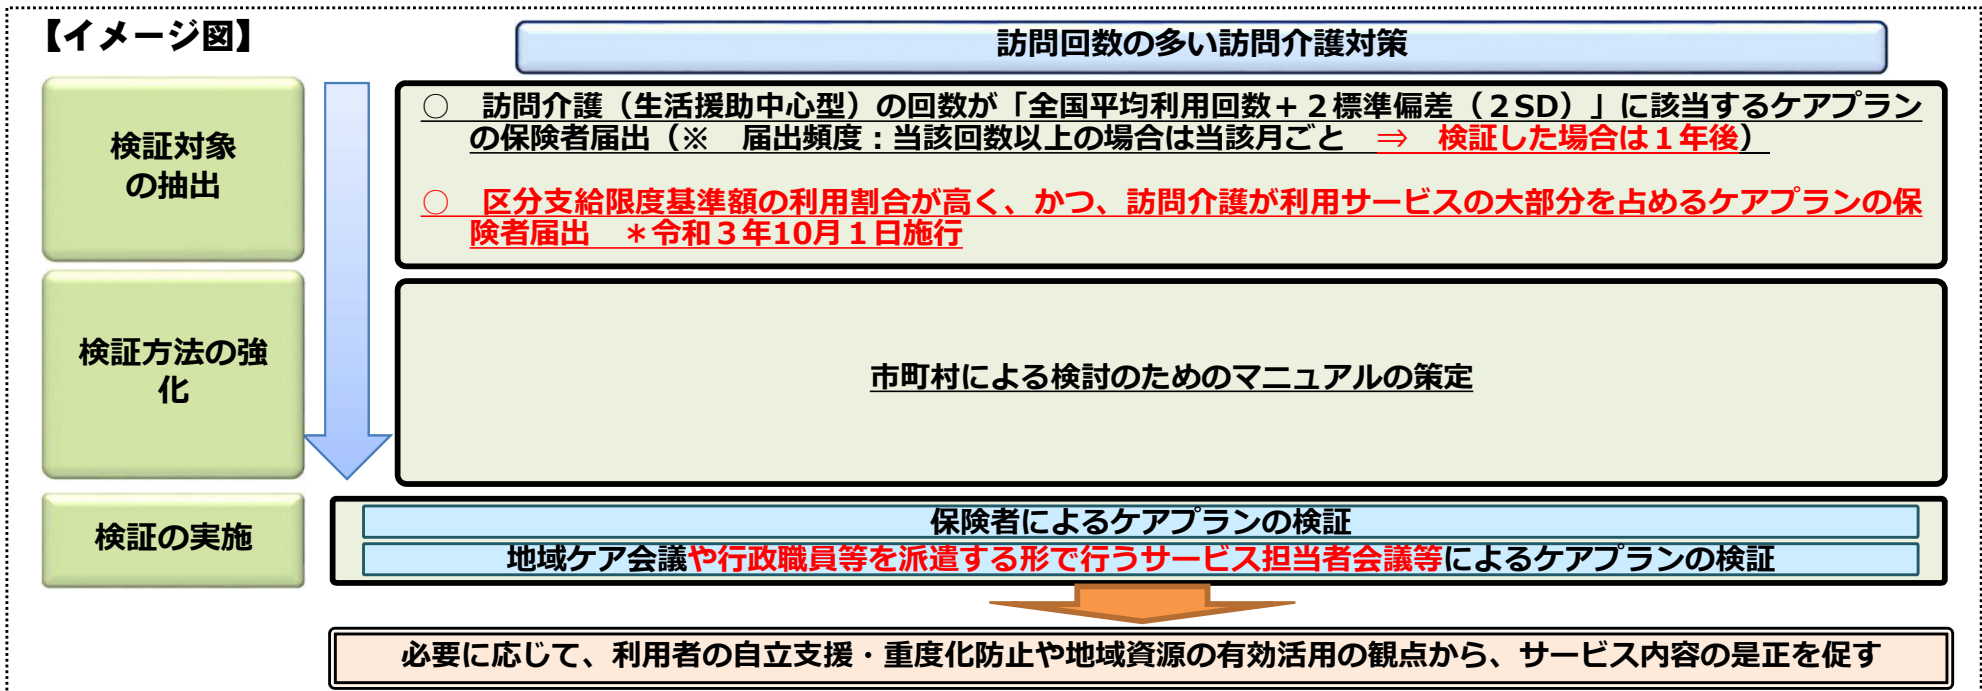 【イメージ図】
訪問回数の多い訪問介護対策
検証対象
の抽出
○ 訪問介護（生活援助中心型）の回数が「全国平均利用回数＋２標準偏差（２SD）」に該当するケアプラン
の保険者届出（※ 届出頻度：当該回数以上の場合は当該月ごと ⇒ 検証した場合は１年後）
○ 区分支給限度基準額の利用割合が高く、かつ、訪問介護が利用サービスの大部分を占めるケアプランの保
険者届出 ＊令和３年10月１日施行
検証方法の強
化
市町村による検討のためのマニュアルの策定
検証の実施
保険者によるケアプランの検証
地域ケア会議や行政職員等を派遣する形で行うサービス担当者会議等によるケアプランの検証
必要に応じて、利用者の自立支援・重度化防止や地域資源の有効活用の観点から、サービス内容の是正を促す